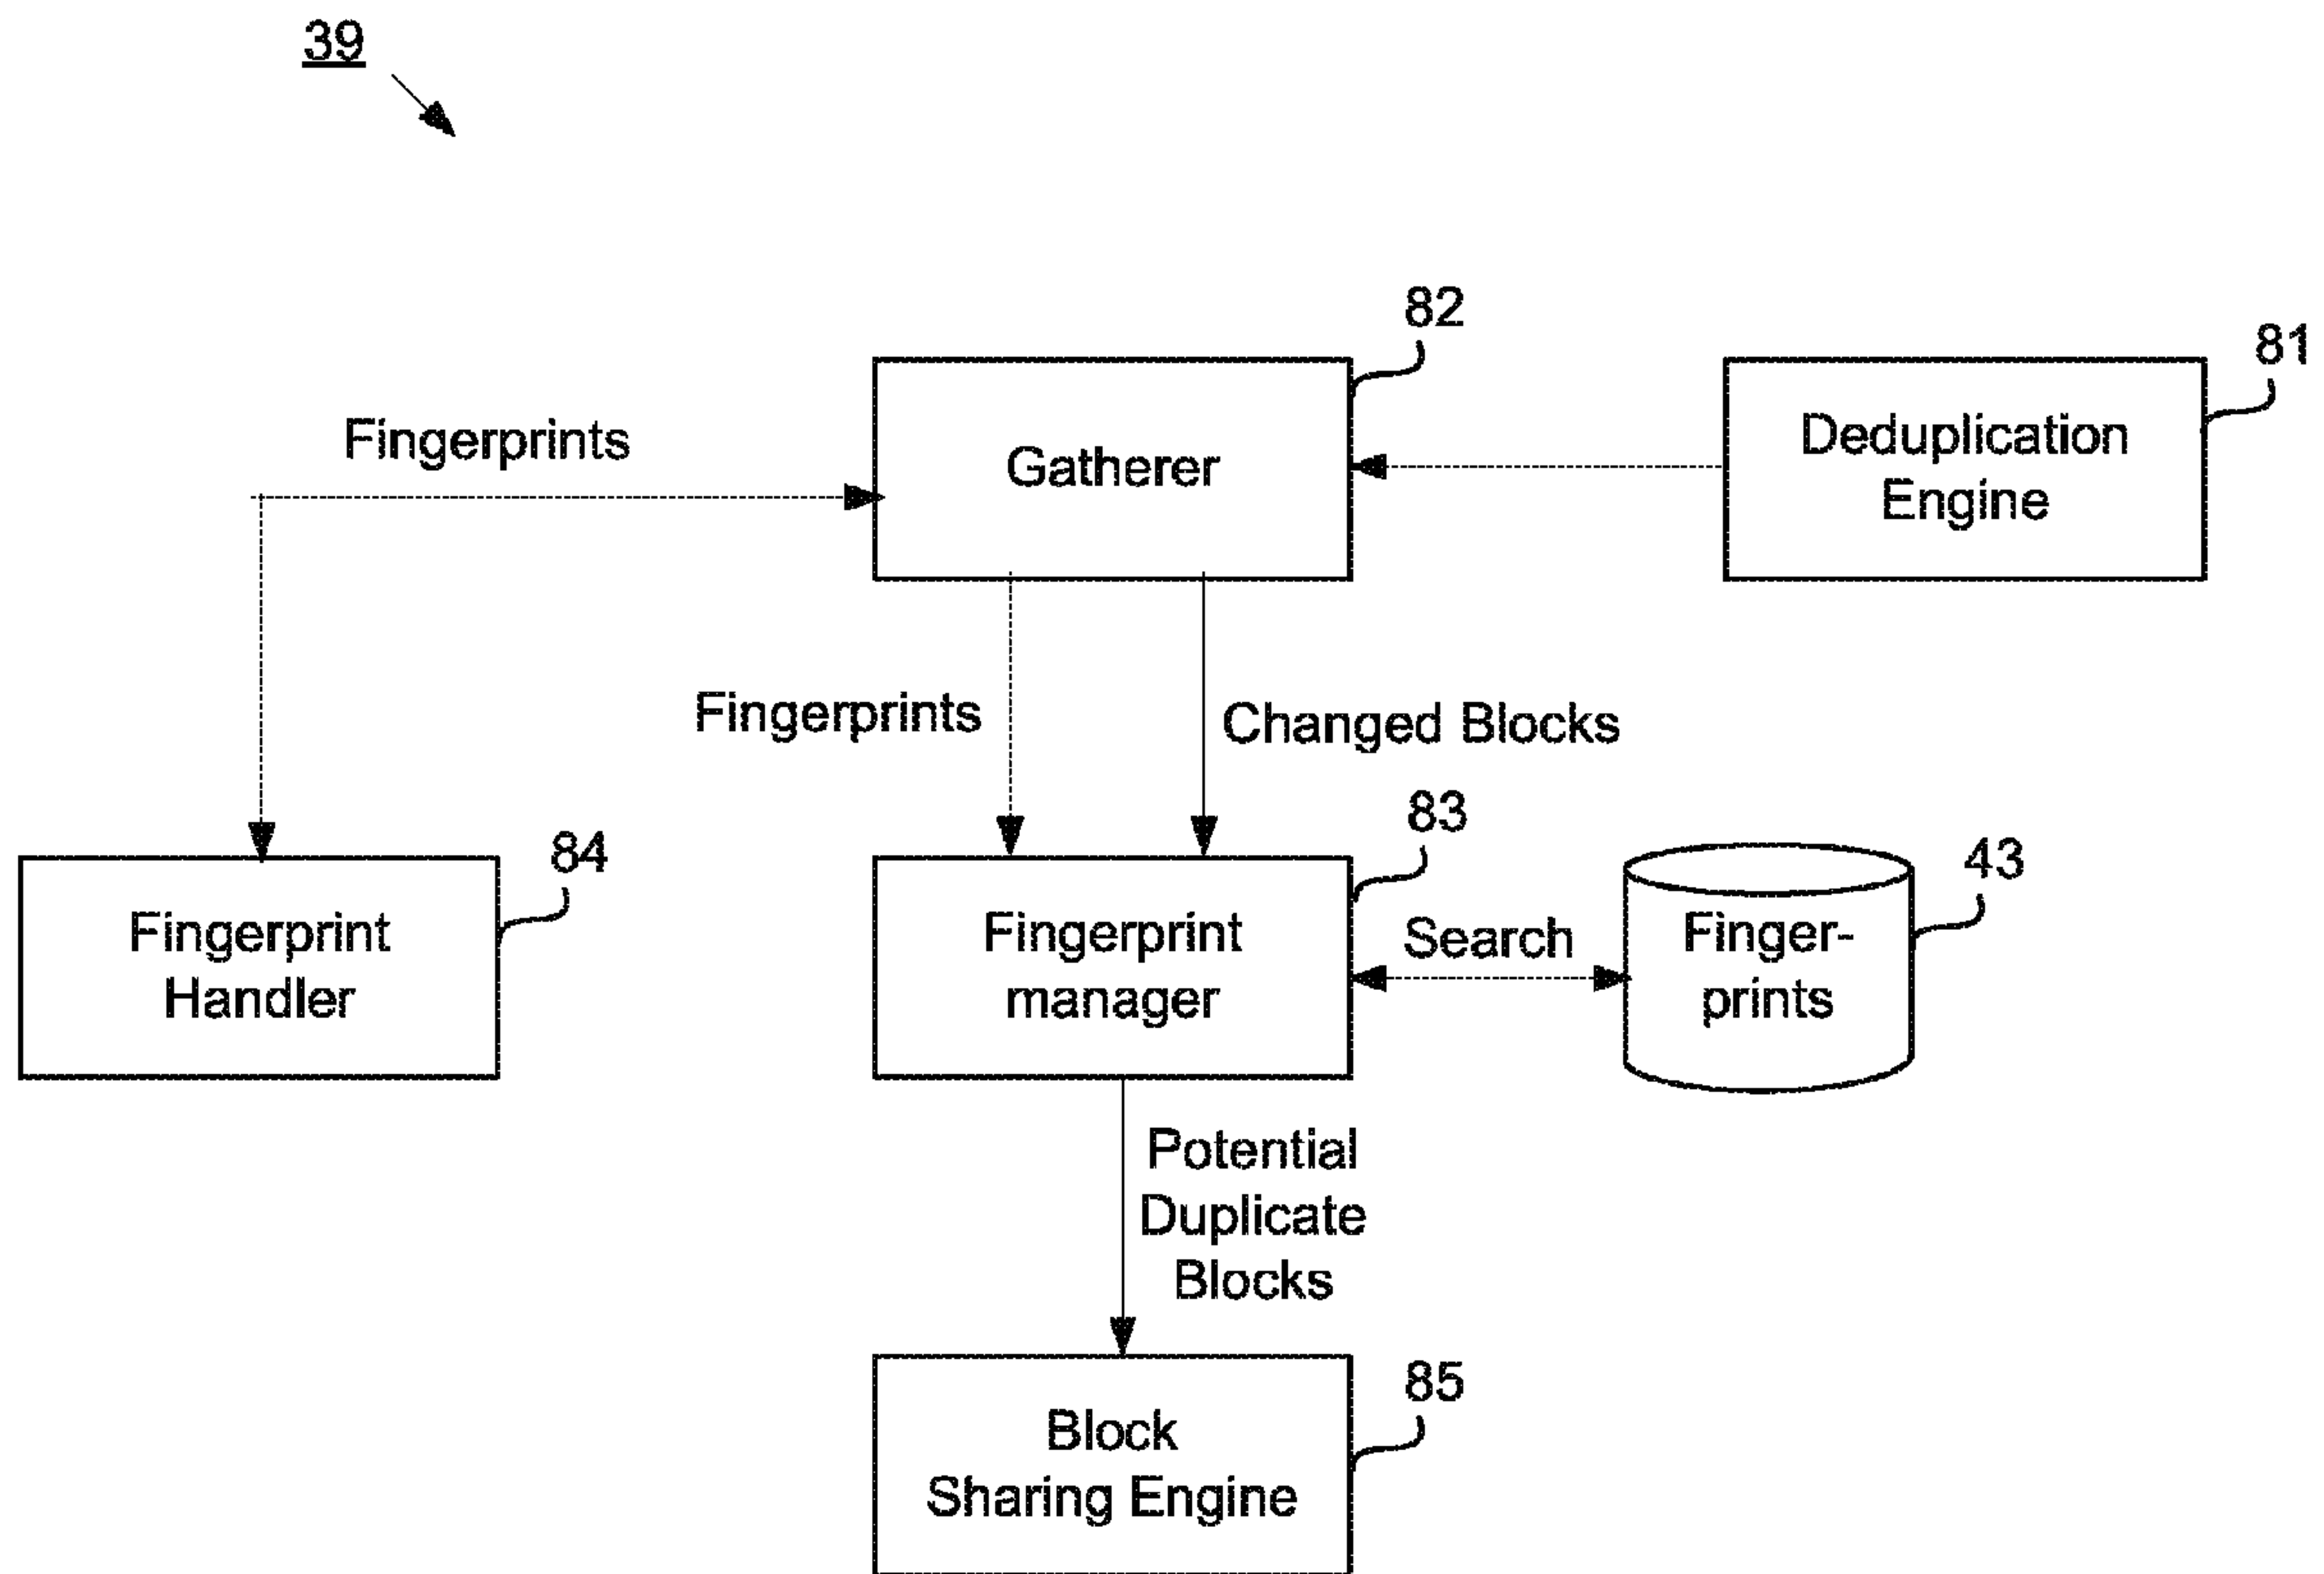 39
82
81
Fingerprints
Gatherer
Deduplication
Engine
Fingerprints
Changed Blocks
84
83
43
Fingerprint
Handler
Fingerprint
manager
Search
Finger-
prints
Potential
Duplicate
Blocks
85
Block
Sharing Engine